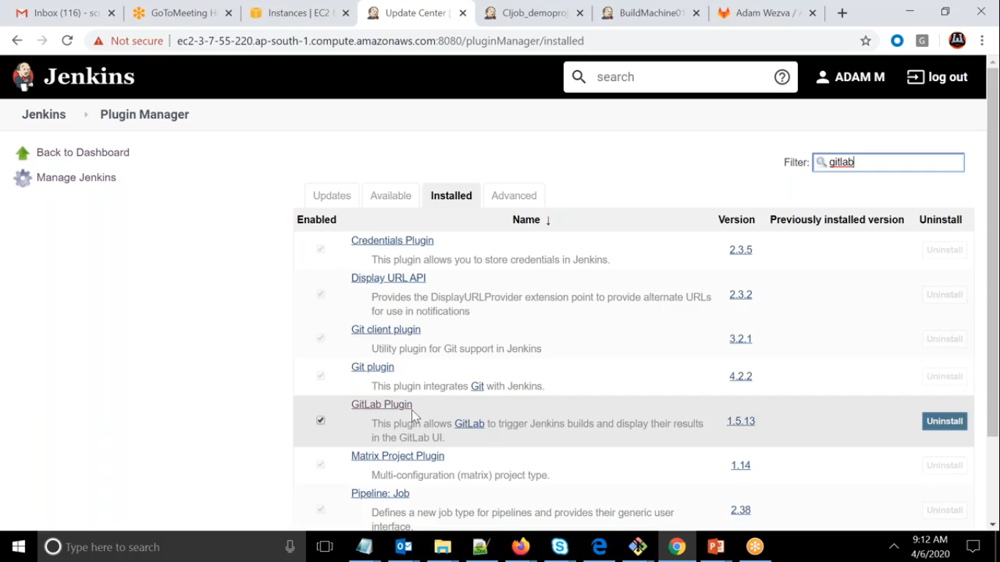 Inbox (116) - scr
GoToMeeting H
Instances | EC2 M
Update Center [
CIjob_demoproj
BuildMachine01
Adam Wezva / A
Not secure | ec2-3-7-55-220.ap-south-1.compute.amazonaws.com:8080/pluginManager/installed
G
Jenkins
search
ADAM M
log out
Jenkins
Plugin Manager
Back to Dashboard
Manage Jenkins
Filter: gitlab
Updates
Available
Installed
Advanced
Enabled
Name ↓
Version
Previously installed version
Uninstall
Credentials Plugin
This plugin allows you to store credentials in Jenkins.
2.3.5
Uninstall
Display URL API
Provides the DisplayURLProvider extension point to provide alternate URLs
for use in notifications
2.3.2
Uninstall
Git client plugin
Utility plugin for Git support in Jenkins
3.2.1
Uninstall
Git plugin
This plugin integrates Git with Jenkins.
4.2.2
Uninstall
GitLab Plugin
This plugin allows GitLab to trigger Jenkins builds and display their results
in the GitLab UI.
1.5.13
Uninstall
Matrix Project Plugin
Multi-configuration (matrix) project type.
1.14
Uninstall
Pipeline: Job
Defines a new job type for pipelines and provides their generic user
interface.
2.38
Uninstall
Type here to search
9:12 AM
4/6/2020